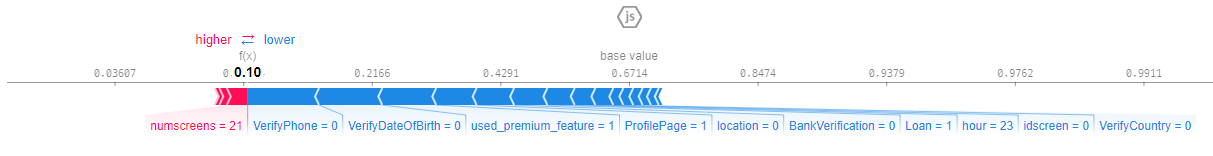 js
higher lower
f(x) base value
0.03607 0.10 0.2166 0.4291 0.6714 0.8474 0.9379 0.9762 0.9911
numscreens = 21 VerifyPhone = 0 VerifyDateOfBirth = 0 used_premium_feature = 1 ProfilePage = 1 location = 0 BankVerification = 0 Loan = 1 hour = 23 idscreen = 0 VerifyCountry = 0